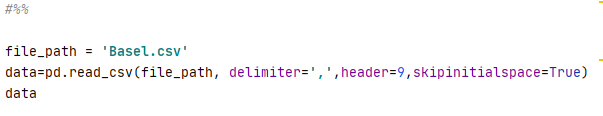 #%%
file_path = 'Basel.csv'
data=pd.read_csv(file_path, delimiter=',',header=9,skipinitialspace=True)
data